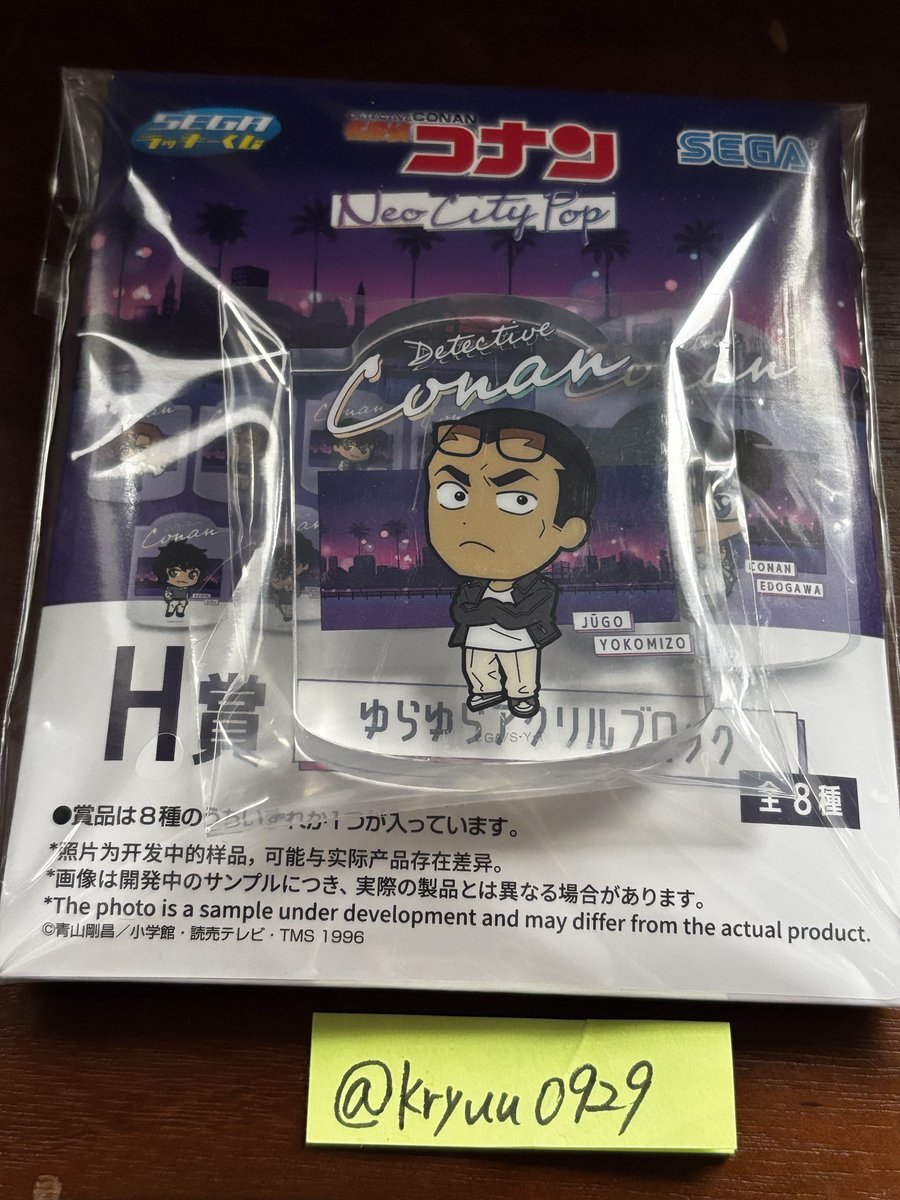 SEGA
ラッキーくじ
DETECTIVE CONAN
名探偵
コナン
SEGA
Neo City Pop
Detective
Conan
Conan
Conan
Conan
Conan
CONAN
EDOGAWA
JŪGO
YOKOMIZO
H賞
ゆらゆらアクリルブロック
全8種
●賞品は8種のうちいずれか1つが入っています。
*照片为开发中的样品，可能与实际产品存在差异。
*画像は開発中のサンプルにつき、実際の製品とは異なる場合があります。
*The photo is a sample under development and may differ from the actual product.
©青山剛昌／小学館・読売テレビ・TMS 1996
@kryuu0929